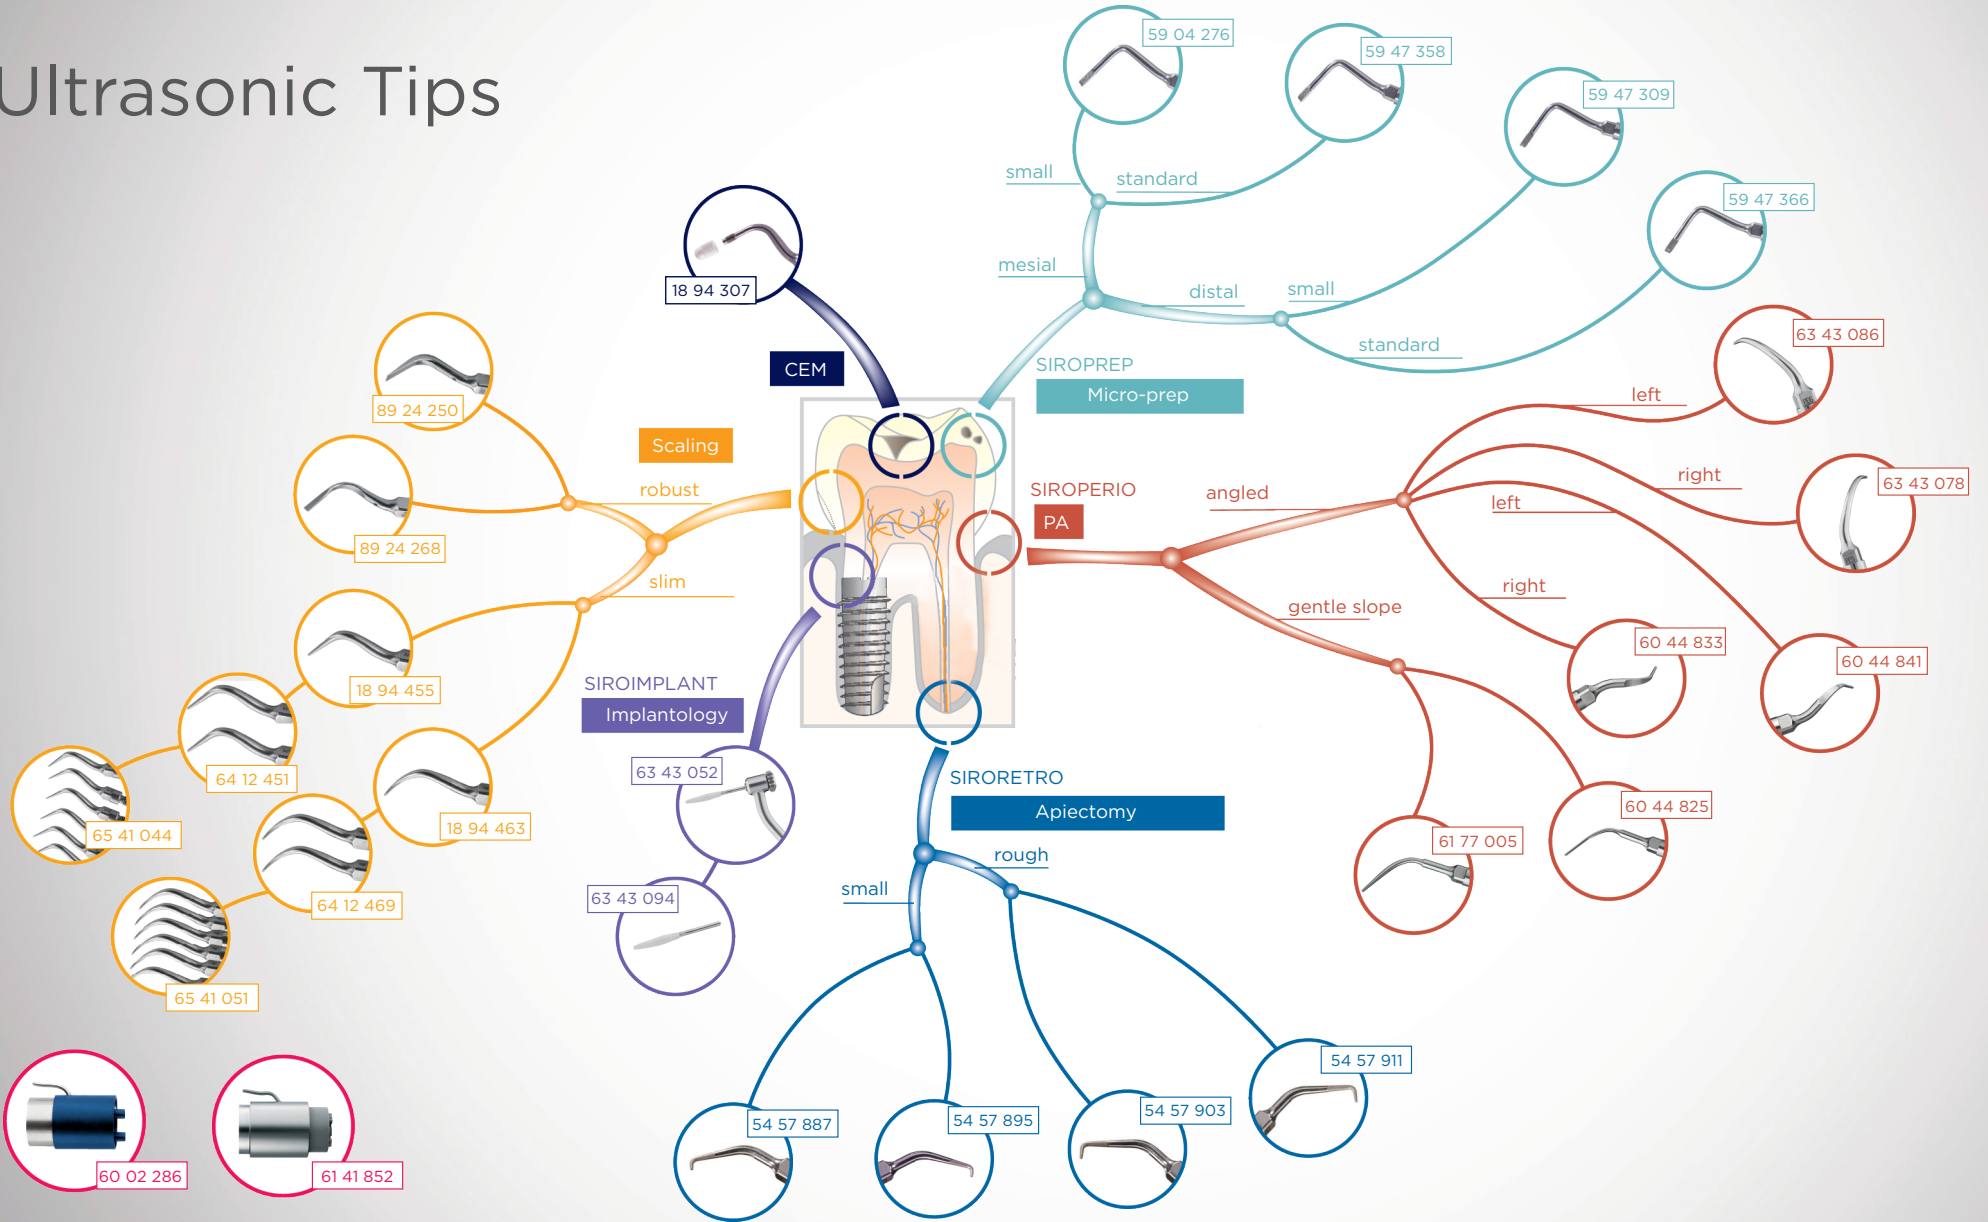 Ultrasonic Tips
59 04 276
59 47 358
59 47 309
59 47 366
small
standard
mesial
distal
small
standard
SIROPREP
Micro-prep
18 94 307
CEM
89 24 250
Scaling
robust
89 24 268
slim
18 94 455
64 12 451
65 41 044
18 94 463
64 12 469
65 41 051
SIROPERIO
PA
angled
left
63 43 086
right
63 43 078
left
right
60 44 833
60 44 841
gentle slope
60 44 825
61 77 005
SIROIMPLANT
Implantology
63 43 052
63 43 094
SIRORETRO
Apiectomy
rough
small
54 57 887
54 57 895
54 57 903
54 57 911
60 02 286
61 41 852